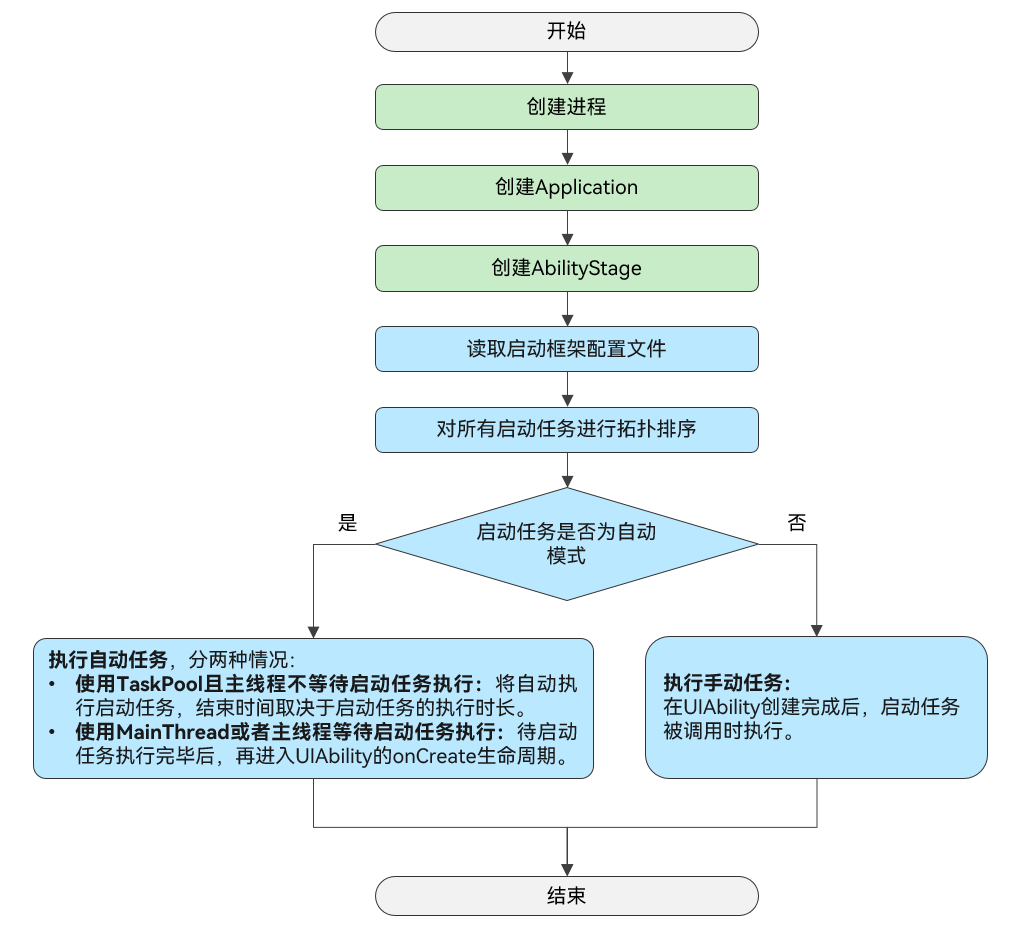 开始
创建进程
创建Application
创建AbilityStage
读取启动框架配置文件
对所有启动任务进行拓扑排序
启动任务是否为自动
模式
是
否
执行自动任务，分两种情况：
• 使用TaskPool且主线程不等待启动任务执行：将自动执
行启动任务，结束时间取决于启动任务的执行时长。
• 使用MainThread或者主线程等待启动任务执行：待启动
任务执行完毕后，再进入UIAbility的onCreate生命周期。
执行手动任务：
在UIAbility创建完成后，启动任务
被调用时执行。
结束